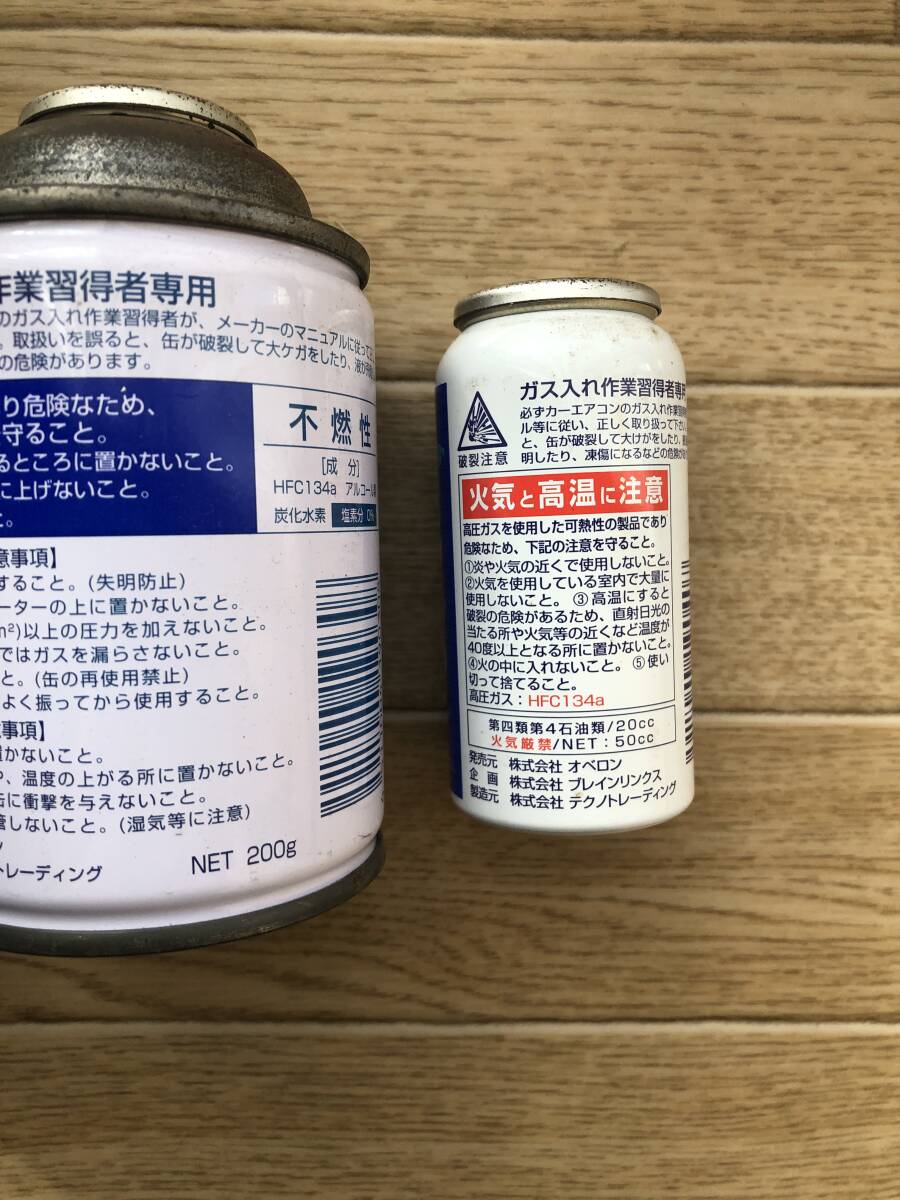 作業習得者専用
のガス入れ作業習得者が、メーカーのマニュアルに従って
。取扱いを誤ると、缶が破裂して大ケガをしたり、液が
の危険があります。
り危険なため、
守ること。
るところに置かないこと。
に上げないこと。
と。
不燃性
[成 分]
HFC134a アルコール
炭化水素 塩素分 0%
意事項】
すること。(失明防止)
ーターの上に置かないこと。
m²)以上の圧力を加えないこと。
ではガスを漏らさないこと。
と。(缶の再使用禁止)
よく振ってから使用すること。
事項】
置かないこと。
、温度の上がる所に置かないこと。
缶に衝撃を与えないこと。
管しないこと。(湿気等に注意)
トレーディング
NET 200g
破裂注意
ガス入れ作業習得者専用
必ずカーエアコンのガス入れ作業習得
ル等に従い、正しく取り扱って下さい
と、缶が破裂して大けがをしたり、
明したり、凍傷になるなどの危険が
火気と高温に注意
高圧ガスを使用した可熱性の製品であり
危険なため、下記の注意を守ること。
①炎や火気の近くで使用しないこと。
②火気を使用している室内で大量に
使用しないこと。 ③高温にすると
破裂の危険があるため、直射日光の
当たる所や火気等の近くなど温度が
40度以上となる所に置かないこと。
④火の中に入れないこと。 ⑤使い
切って捨てること。
高圧ガス：HFC134a
第四類第4石油類/20cc
火気厳禁/NET：50cc
発売元 株式会社 オベロン
企 画 株式会社 ブレインリンクス
製造元 株式会社 テクノトレーディング